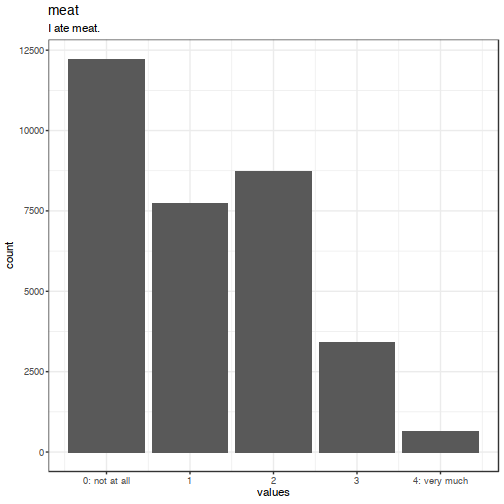 meat
I ate meat.
12500
10000
7500
5000
2500
0
count
0: not at all 1 2 3 4: very much
values